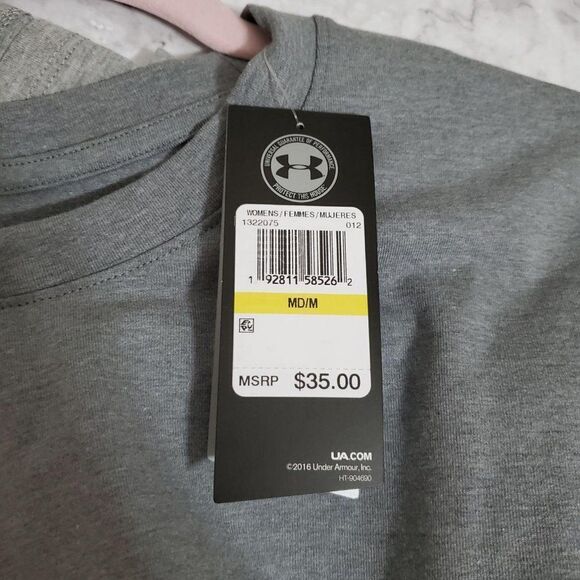 UNIVERSAL GUARANTEE OF PERFORMANCE
PROTECT THIS HOUSE
WOMENS/FEMMES/MUJERES
1322075 012
1 92811 58526 2
MD/M
MSRP $35.00
UA.COM
©2016 Under Armour, Inc.
HT-904690